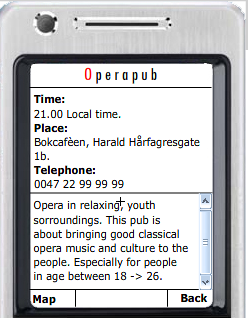 Operapub
Time:
21.00 Local time.
Place:
Bokcafèen, Harald Hårfagresgate
1b.
Telephone:
0047 22 99 99 99
Opera in relaxing, youth
sorroundings. This pub is
about bringing good classical
opera music and culture to the
people. Especially for people
in age between 18 -> 26.
Map
Back